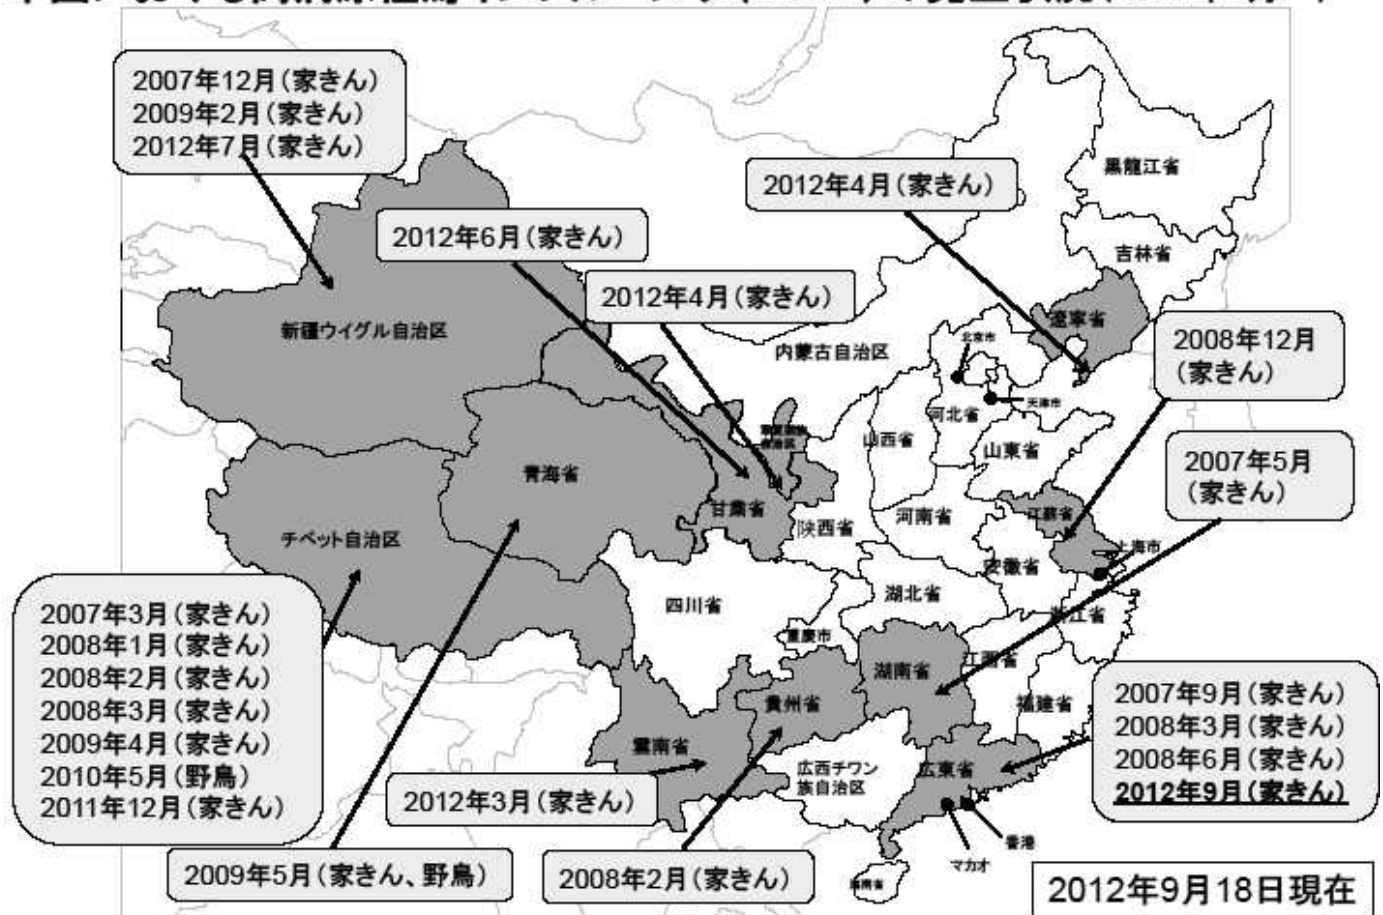 2007年12月（家きん）
2009年2月（家きん）
2012年7月（家きん）
2012年4月（家きん）
2012年6月（家きん）
2012年4月（家きん）
2008年12月
（家きん）
2007年5月
（家きん）
黒龍江省
吉林省
遼寧省
新疆ウイグル自治区
内蒙古自治区
北京市
天津市
河北省
山西省
山東省
青海省
甘粛省
自治区
陝西省
河南省
江蘇省
上海市
チベット自治区
安徽省
四川省
湖北省
浙江省
重慶市
湖南省
江西省
貴州省
福建省
雲南省
広西チワン
族自治区
広東省
香港
マカオ
海南省
2007年3月（家きん）
2008年1月（家きん）
2008年2月（家きん）
2008年3月（家きん）
2009年4月（家きん）
2010年5月（野鳥）
2011年12月（家きん）
2007年9月（家きん）
2008年3月（家きん）
2008年6月（家きん）
2012年9月（家きん）
2012年3月（家きん）
2009年5月（家きん、野鳥）
2008年2月（家きん）
2012年9月18日現在